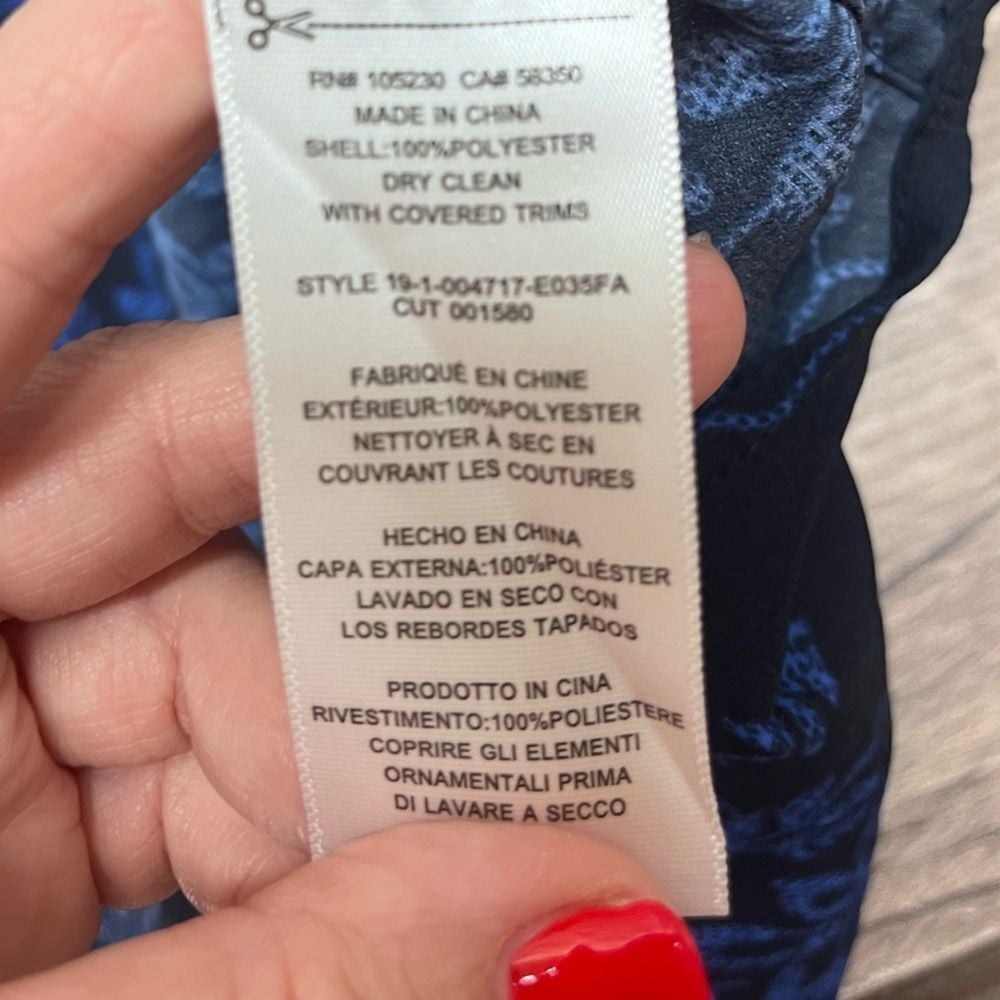 RN# 105230 CA# 56350
MADE IN CHINA
SHELL:100%POLYESTER
DRY CLEAN
WITH COVERED TRIMS
STYLE 19-1-004717-E035FA
CUT 001580
FABRIQUÉ EN CHINE
EXTÉRIEUR:100%POLYESTER
NETTOYER À SEC EN
COUVRANT LES COUTURES
HECHO EN CHINA
CAPA EXTERNA:100%POLIÉSTER
LAVADO EN SECO CON
LOS REBORDES TAPADOS
PRODOTTO IN CINA
RIVESTIMENTO:100%POLIESTERE
COPRIRE GLI ELEMENTI
ORNAMENTALI PRIMA
DI LAVARE A SECCO